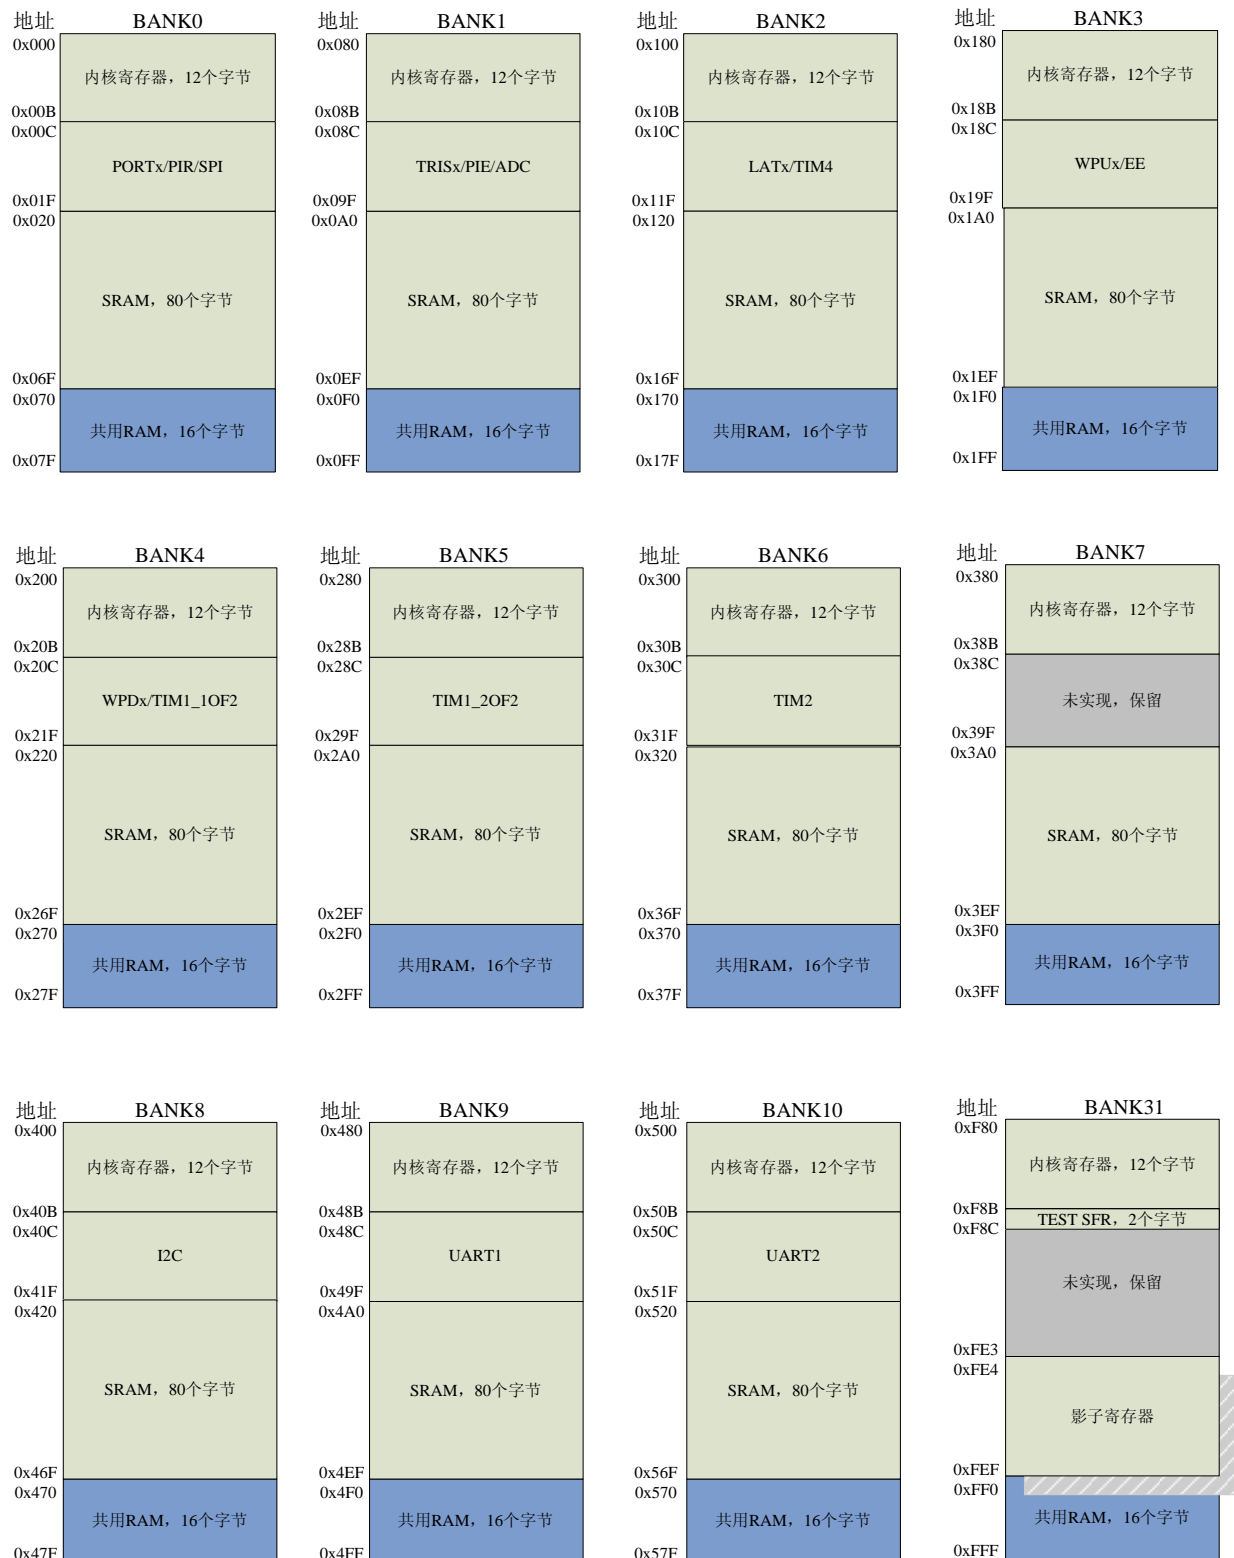 地址 BANK0
0x000
内核寄存器，12个字节
0x00B
0x00C
PORTx/PIR/SPI
0x01F
0x020
SRAM，80个字节
0x06F
0x070
共用RAM，16个字节
0x07F
地址 BANK1
0x080
内核寄存器，12个字节
0x08B
0x08C
TRISx/PIE/ADC
0x09F
0x0A0
SRAM，80个字节
0x0EF
0x0F0
共用RAM，16个字节
0x0FF
地址 BANK2
0x100
内核寄存器，12个字节
0x10B
0x10C
LATx/TIM4
0x11F
0x120
SRAM，80个字节
0x16F
0x170
共用RAM，16个字节
0x17F
地址 BANK3
0x180
内核寄存器，12个字节
0x18B
0x18C
WPUx/EE
0x19F
0x1A0
SRAM，80个字节
0x1EF
0x1F0
共用RAM，16个字节
0x1FF
地址 BANK4
0x200
内核寄存器，12个字节
0x20B
0x20C
WPDx/TIM1_1OF2
0x21F
0x220
SRAM，80个字节
0x26F
0x270
共用RAM，16个字节
0x27F
地址 BANK5
0x280
内核寄存器，12个字节
0x28B
0x28C
TIM1_2OF2
0x29F
0x2A0
SRAM，80个字节
0x2EF
0x2F0
共用RAM，16个字节
0x2FF
地址 BANK6
0x300
内核寄存器，12个字节
0x30B
0x30C
TIM2
0x31F
0x320
SRAM，80个字节
0x36F
0x370
共用RAM，16个字节
0x37F
地址 BANK7
0x380
内核寄存器，12个字节
0x38B
0x38C
未实现，保留
0x39F
0x3A0
SRAM，80个字节
0x3EF
0x3F0
共用RAM，16个字节
0x3FF
地址 BANK8
0x400
内核寄存器，12个字节
0x40B
0x40C
I2C
0x41F
0x420
SRAM，80个字节
0x46F
0x470
共用RAM，16个字节
0x47F
地址 BANK9
0x480
内核寄存器，12个字节
0x48B
0x48C
UART1
0x49F
0x4A0
SRAM，80个字节
0x4EF
0x4F0
共用RAM，16个字节
0x4FF
地址 BANK10
0x500
内核寄存器，12个字节
0x50B
0x50C
UART2
0x51F
0x520
SRAM，80个字节
0x56F
0x570
共用RAM，16个字节
0x57F
地址 BANK31
0xF80
内核寄存器，12个字节
0xF8B
TEST SFR，2个字节
0xF8C
未实现，保留
0xFE3
0xFE4
影子寄存器
0xFEF
0xFF0
共用RAM，16个字节
0xFFF